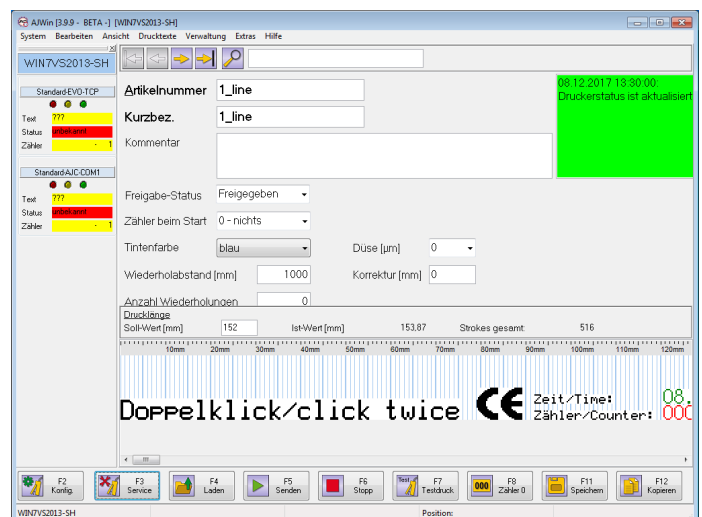 AJWin [3.9.9 - BETA -] [WIN7VS2013-SH]
System Bearbeiten Ansicht Drucktexte Verwaltung Extras Hilfe
WIN7VS2013-SH
Standard-EVO-TCP
Text ???
Status unbekannt
Zähler - 1
Standard-AJC-COM1
Text ???
Status unbekannt
Zähler - 1
Artikelnummer 1_line
Kurzbez. 1_line
Kommentar
08.12.2017 13:30:00:
Druckerstatus ist aktualisiert
Freigabe-Status Freigegeben
Zähler beim Start 0 - nichts
Tintenfarbe blau Düse [µm] 0
Wiederholabstand [mm] 1000 Korrektur [mm] 0
Anzahl Wiederholungen 0
Drucklänge
Soll-Wert [mm] 152 Ist-Wert [mm] 153,87 Strokes gesamt: 516
10mm 20mm 30mm 40mm 50mm 60mm 70mm 80mm 90mm 100mm 110mm 120mm
Doppelklick/click twice CE Zeit/Time: 08.
Zähler/Counter: 000
F2 Konfig.
F3 Service
F4 Laden
F5 Senden
F6 Stopp
Test... F7 Testdruck
000 F8 Zähler 0
F11 Speichern
F12 Kopieren
WIN7VS2013-SH Position: